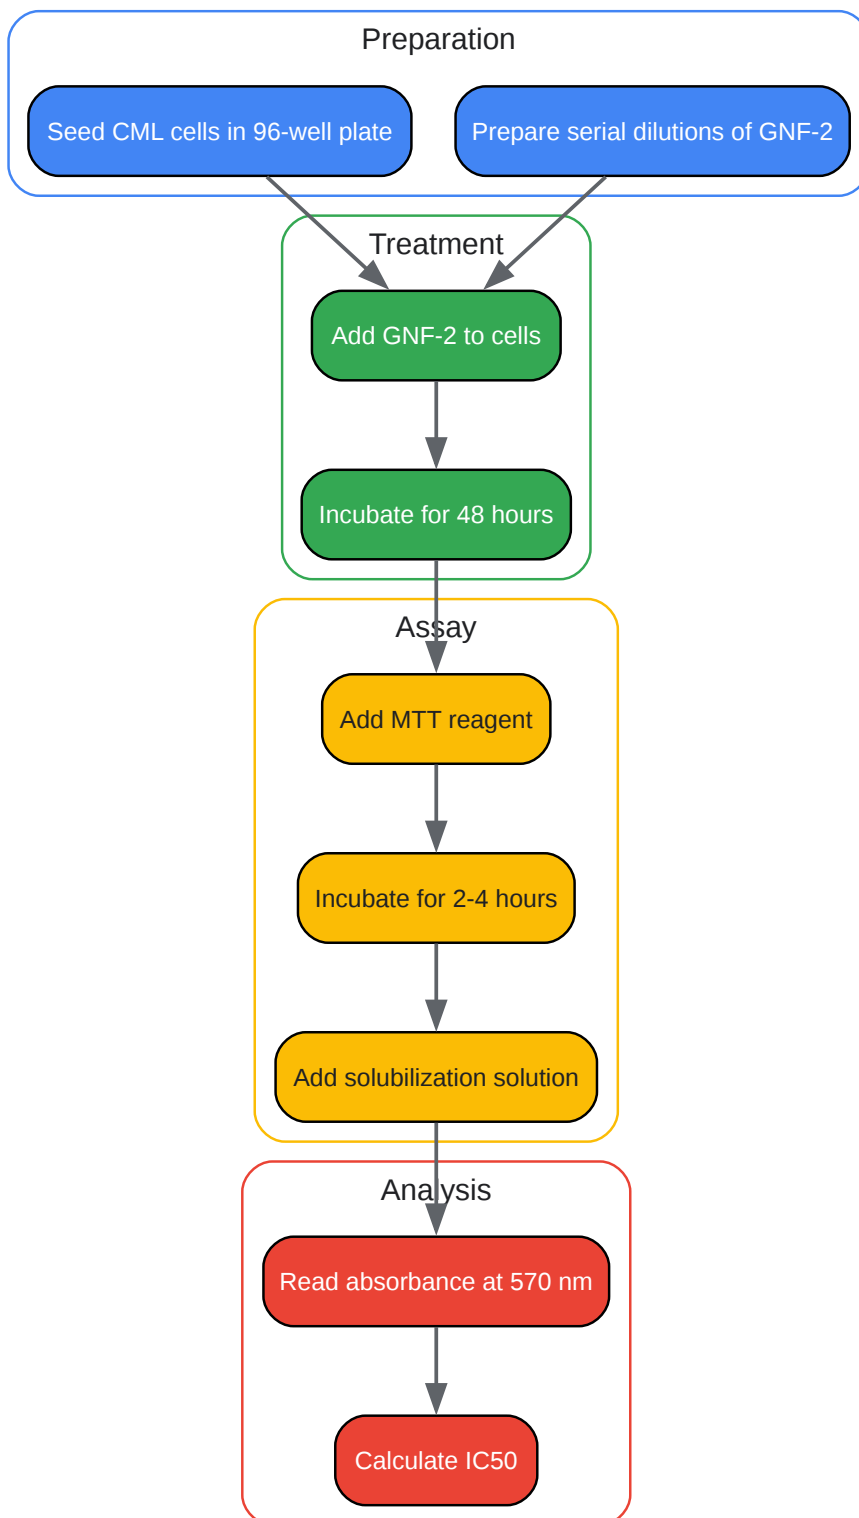 Preparation
Seed CML cells in 96-well plate
Prepare serial dilutions of GNF-2
Treatment
Add GNF-2 to cells
Incubate for 48 hours
Assay
Add MTT reagent
Incubate for 2-4 hours
Add solubilization solution
Analysis
Read absorbance at 570 nm
Calculate IC50